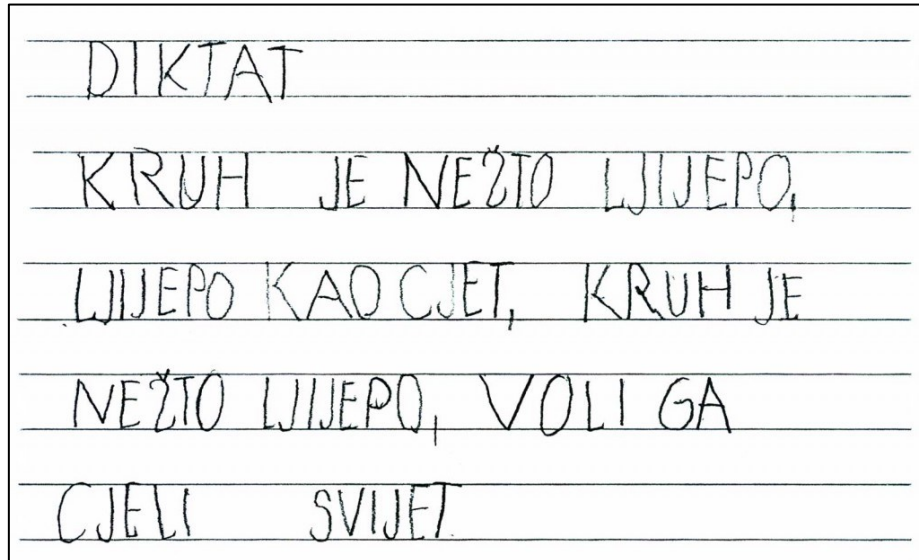 DIKTAT
KRUH JE NEŽTO LJIJEPO,
LJIJEPO KAO CJET, KRUH JE
NEŽTO LJIJEPO, VOLI GA
CJELI SVIJET.